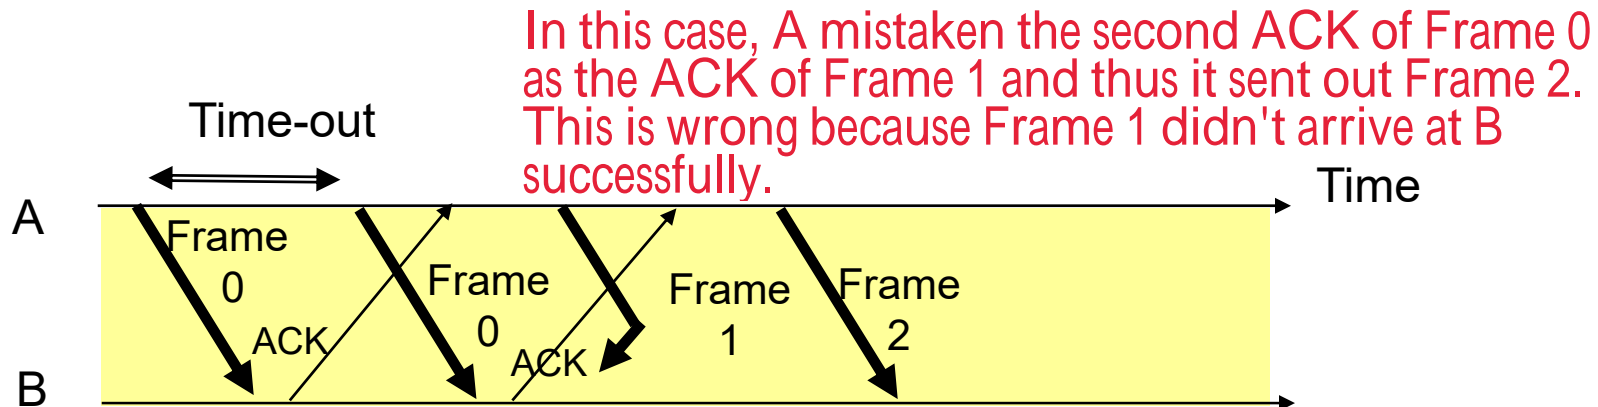 In this case, A mistaken the second ACK of Frame 0
as the ACK of Frame 1 and thus it sent out Frame 2.
This is wrong because Frame 1 didn't arrive at B
successfully.
Time-out
Time
A
Frame
0
Frame
0
Frame
1
Frame
2
ACK
ACK
B